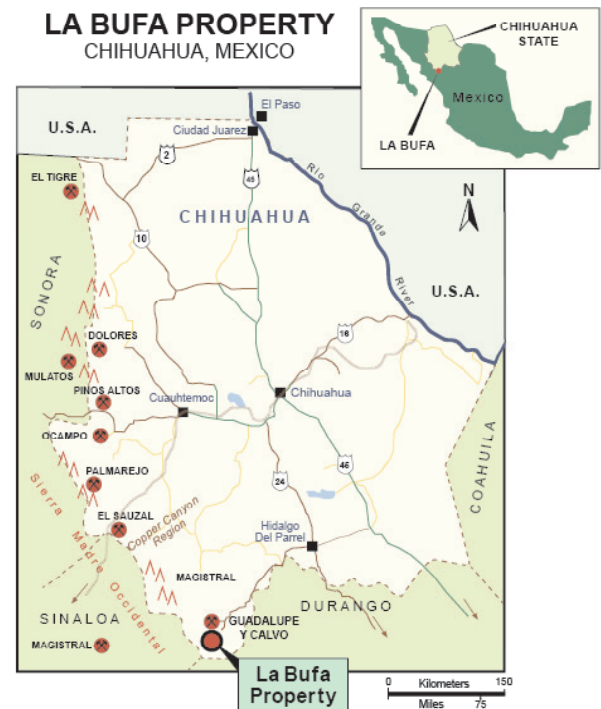 LA BUFA PROPERTY
CHIHUAHUA, MEXICO
CHIHUAHUA
STATE
Mexico
LA BUFA
U.S.A.
El Paso
Ciudad Juarez
2
45
EL TIGRE
Rio
Granda
River
N
CHIHUAHUA
10
SONORA
U.S.A.
16
DOLORES
MULATOS
PINOS ALTOS
Cuauhtemoc
Chihuahua
OCAMPO
COAHUILA
PALMAREJO
24
45
Sierra Madre Occidental
EL SAUZAL
Copper Canyon
Region
Hidalgo
Del Parrel
MAGISTRAL
SINALOA
DURANGO
GUADALUPE
Y CALVO
MAGISTRAL
La Bufa
Property
0 Kilometers 150
Miles 75